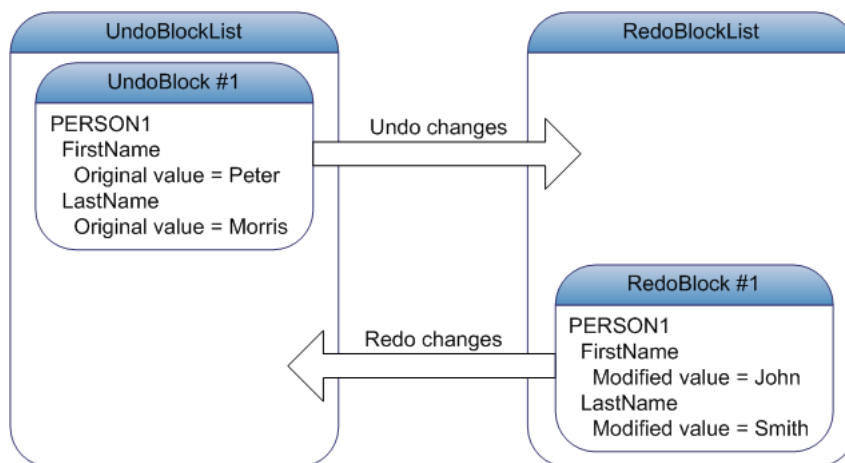 UndoBlockList
UndoBlock #1
PERSON1
FirstName
Original value = Peter
LastName
Original value = Morris
Undo changes
RedoBlockList
Redo changes
RedoBlock #1
PERSON1
FirstName
Modified value = John
LastName
Modified value = Smith